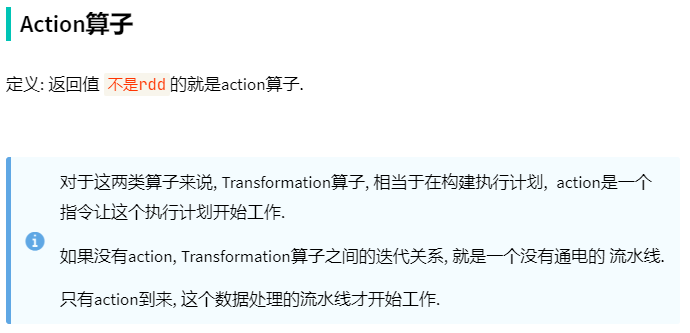 Action算子
定义: 返回值 不是rdd 的就是action算子.
对于这两类算子来说, Transformation算子, 相当于在构建执行计划, action是一个
指令让这个执行计划开始工作.
如果没有action, Transformation算子之间的迭代关系, 就是一个没有通电的 流水线.
只有action到来, 这个数据处理的流水线才开始工作.